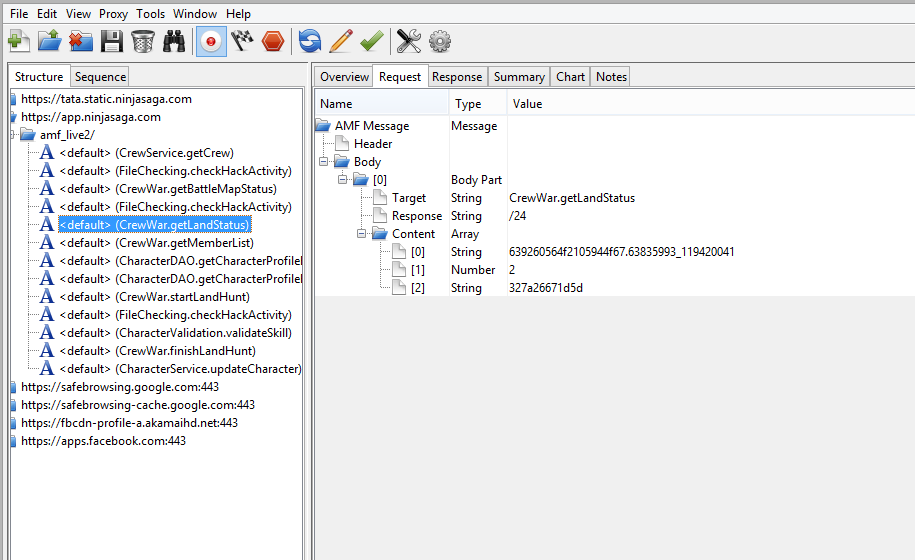 File Edit View Proxy Tools Window Help
Structure Sequence
https://tata.static.ninjasaga.com
https://app.ninjasaga.com
amf_live2/
<default> (CrewService.getCrew)
<default> (FileChecking.checkHackActivity)
<default> (CrewWar.getBattleMapStatus)
<default> (FileChecking.checkHackActivity)
<default> (CrewWar.getLandStatus)
<default> (CrewWar.getMemberList)
<default> (CharacterDAO.getCharacterProfile
<default> (CharacterDAO.getCharacterProfile
<default> (CrewWar.startLandHunt)
<default> (FileChecking.checkHackActivity)
<default> (CharacterValidation.validateSkill)
<default> (CrewWar.finishLandHunt)
<default> (CharacterService.updateCharacter)
https://safebrowsing.google.com:443
https://safebrowsing-cache.google.com:443
https://fbcdn-profile-a.akamaihd.net:443
https://apps.facebook.com:443
Overview Request Response Summary Chart Notes
Name Type Value
AMF Message Message
Header
Body
[0] Body Part
Target String CrewWar.getLandStatus
Response String /24
Content Array
[0] String 639260564f2105944f67.63835993_119420041
[1] Number 2
[2] String 327a26671d5d